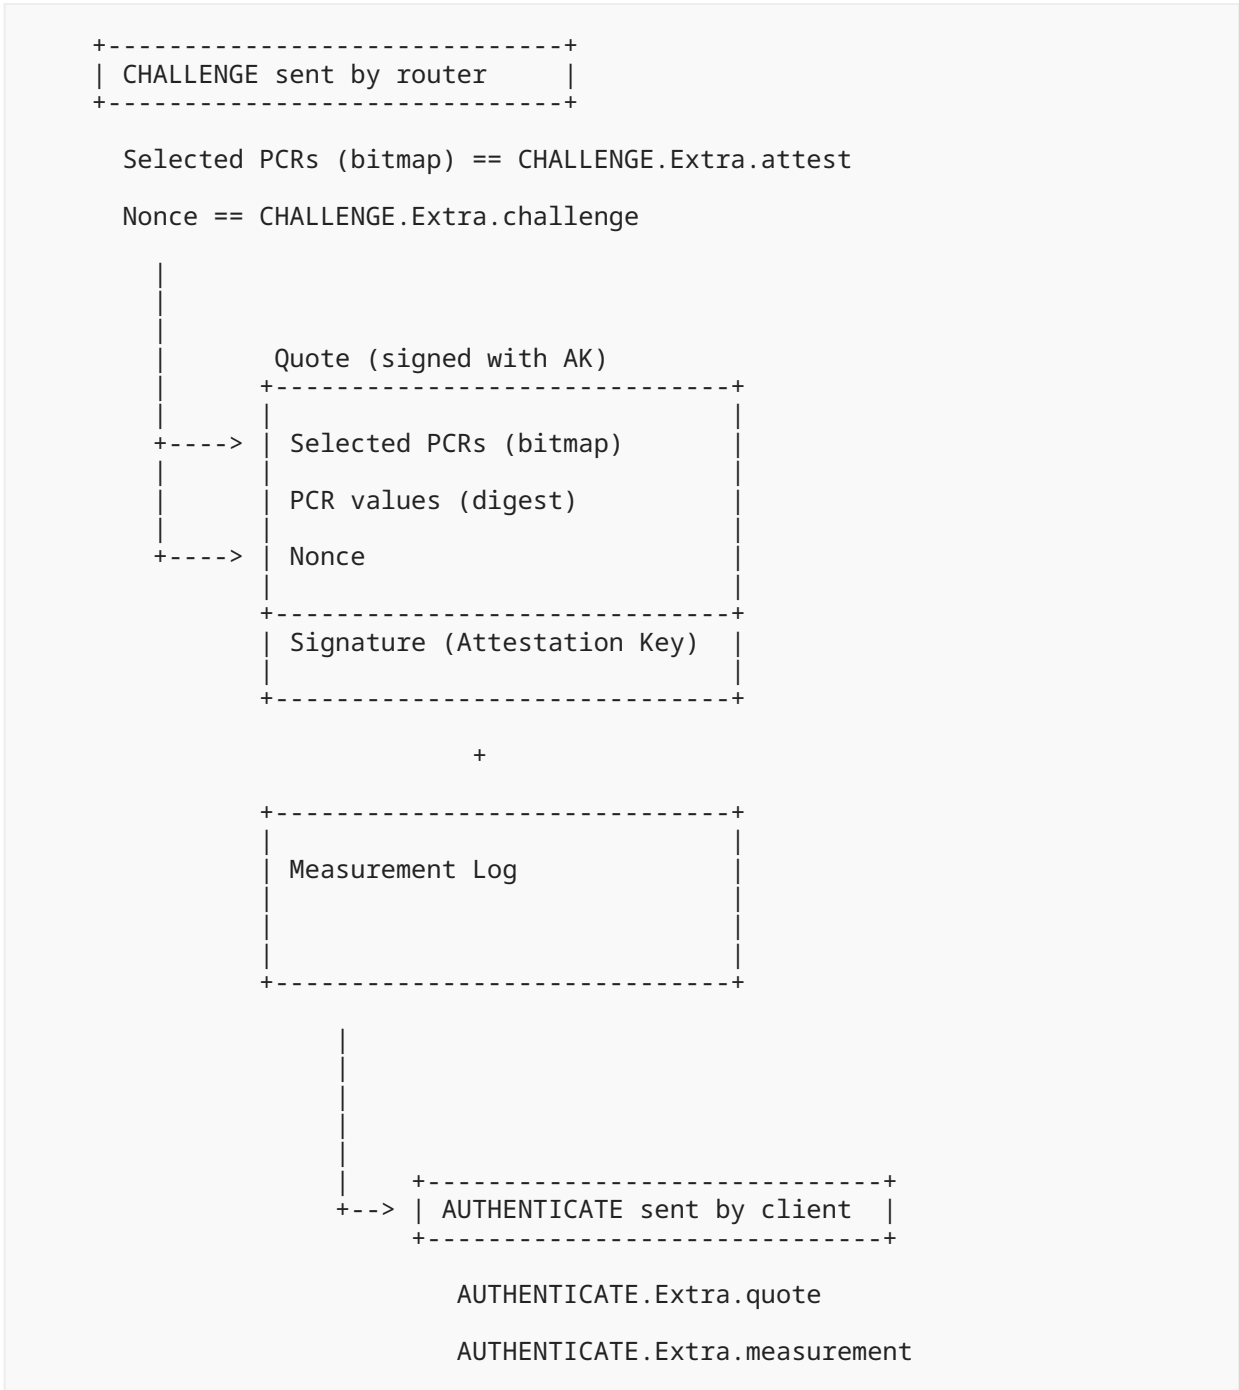 CHALLENGE sent by router
Selected PCRs (bitmap) == CHALLENGE.Extra.attest
Nonce == CHALLENGE.Extra.challenge
Quote (signed with AK)
Selected PCRs (bitmap)
PCR values (digest)
Nonce
Signature (Attestation Key)
+
Measurement Log
AUTHENTICATE sent by client
AUTHENTICATE.Extra.quote
AUTHENTICATE.Extra.measurement